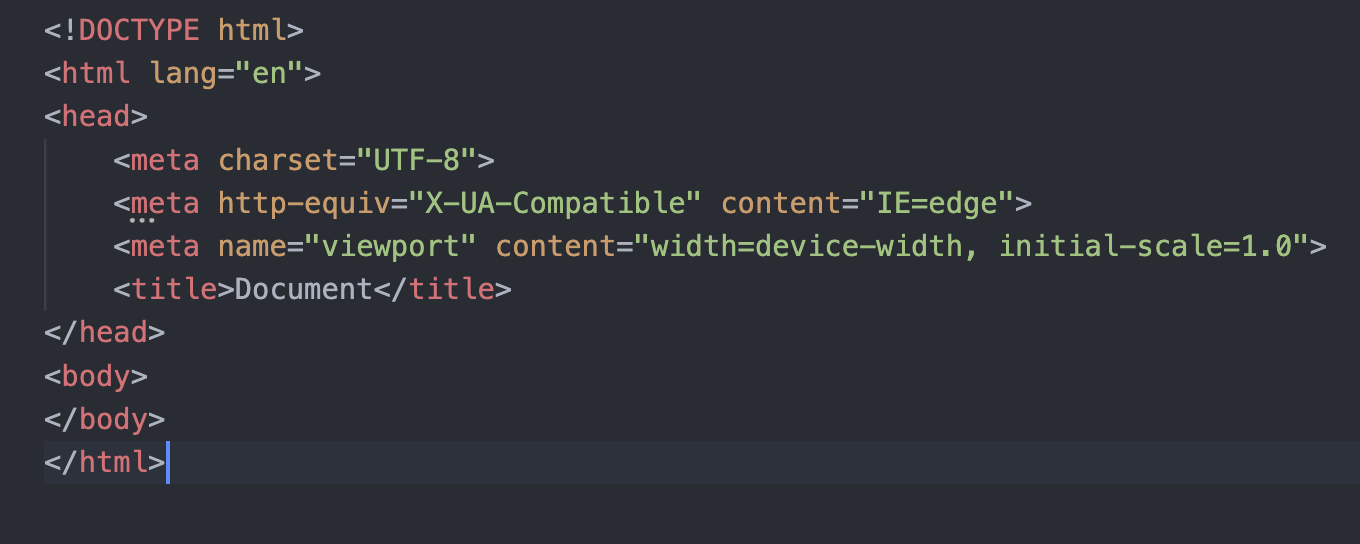 <!DOCTYPE html>
<html lang="en">
<head>
    <meta charset="UTF-8">
    <meta http-equiv="X-UA-Compatible" content="IE=edge">
    <meta name="viewport" content="width=device-width, initial-scale=1.0">
    <title>Document</title>
</head>
<body>
</body>
</html>